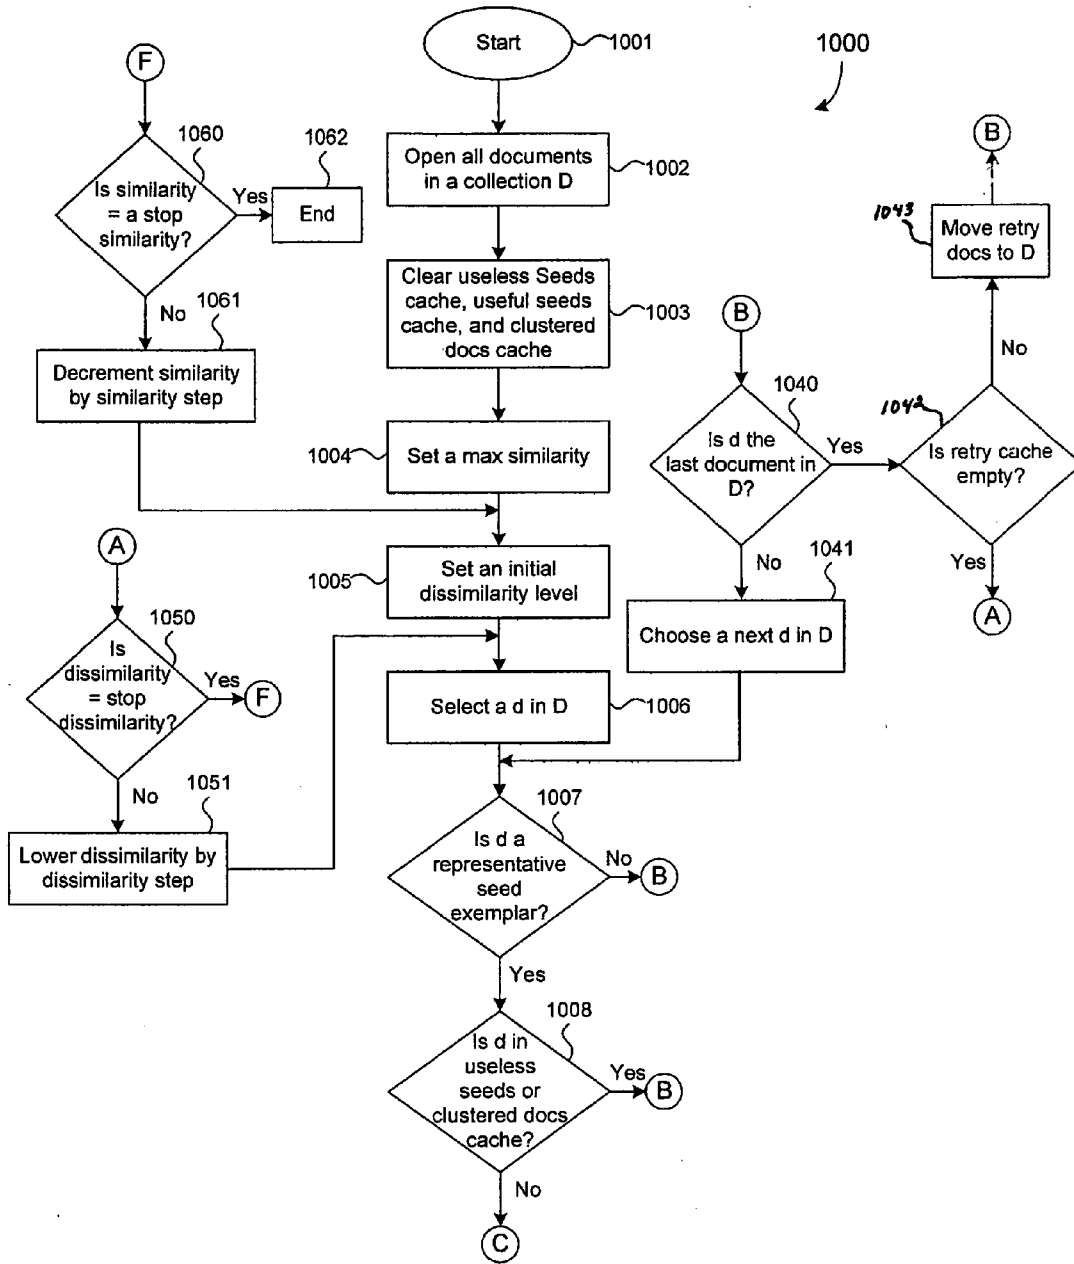 Start
1001
1000
F
1060
1062
Is similarity
= a stop
similarity?
Yes
End
No
1061
Decrement similarity
by similarity step
Open all documents
in a collection D
1002
Clear useless Seeds
cache, useful seeds
cache, and clustered
docs cache
1003
1004
Set a max similarity
1005
Set an initial
dissimilarity level
Select a d in D
1006
B
1043
Move retry
docs to D
No
1042
Is retry cache
empty?
Yes
A
B
1040
Is d the
last document in
D?
Yes
No
1041
Choose a next d in D
A
1050
Is
dissimilarity
= stop
dissimilarity?
Yes
F
No
1051
Lower dissimilarity by
dissimilarity step
1007
Is d a
representative
seed
exemplar?
No
B
Yes
1008
Is d in
useless
seeds or
clustered docs
cache?
Yes
B
No
C